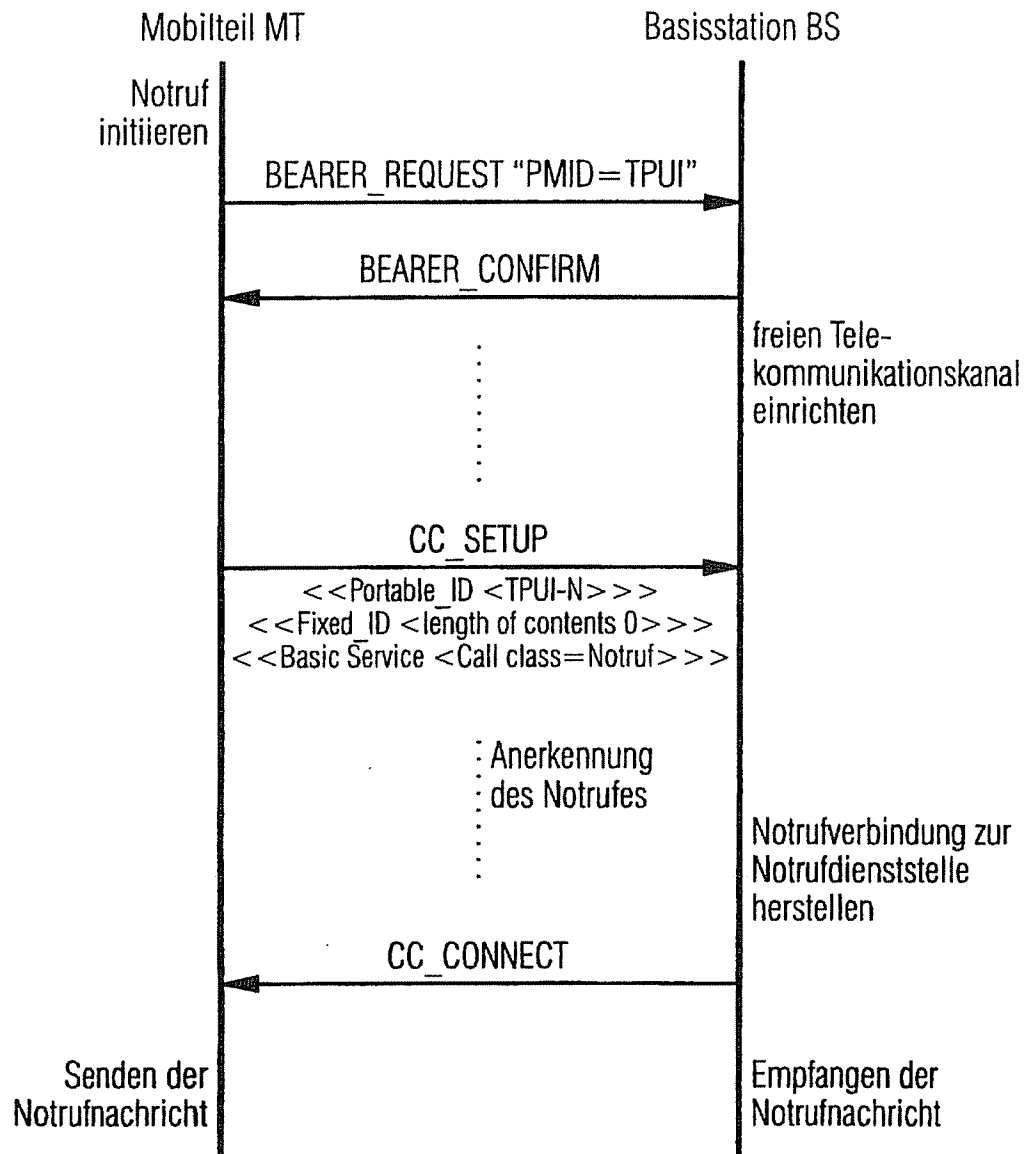 Mobilteil MT
Basisstation BS
Notruf
initiieren
BEARER_REQUEST “PMID=TPUI”
BEARER_CONFIRM
freien Tele-
kommunikationskanal
einrichten
CC_SETUP
<<Portable_ID <TPUI-N>>>
<<Fixed_ID <length of contents 0>>>
<<Basic Service <Call class=Notruf>>>
Anerkennung
des Notrufes
Notrufverbindung zur
Notrufdienststelle
herstellen
CC_CONNECT
Senden der
Notrufnachricht
Empfangen der
Notrufnachricht